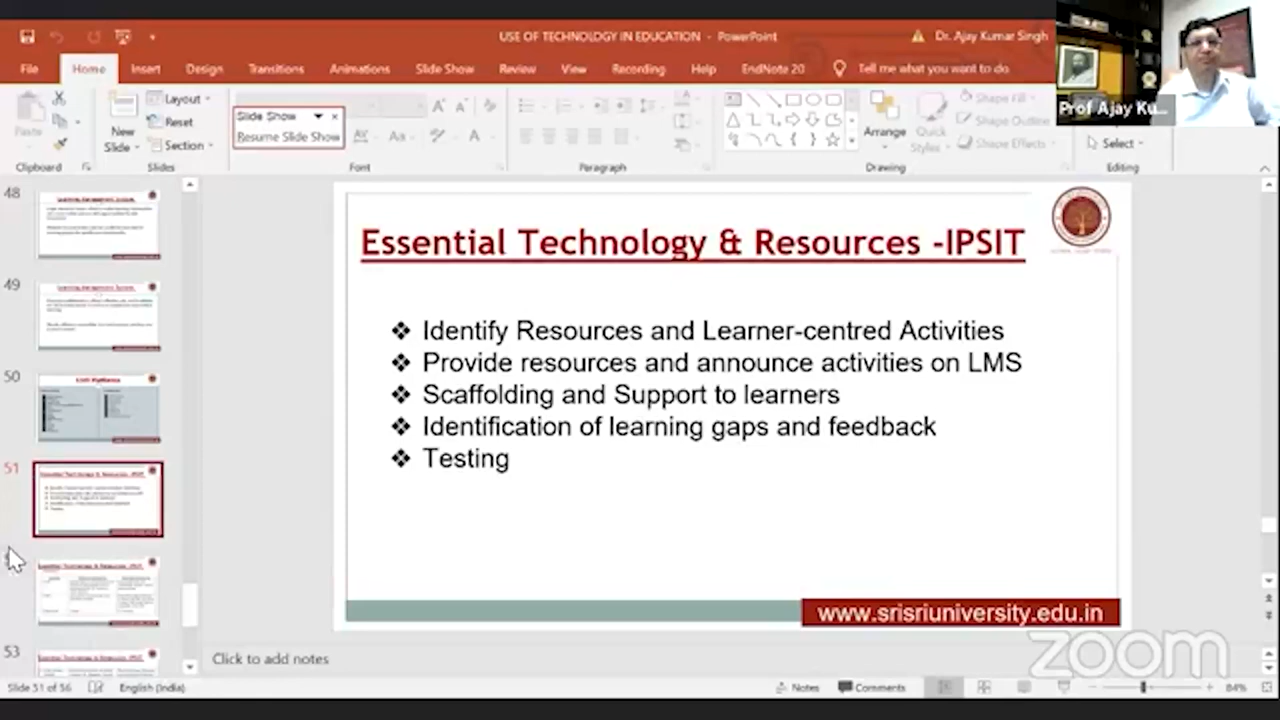 USE OF TECHNOLOGY IN EDUCATION - PowerPoint
Dr. Ajay Kumar Singh
File Home Insert Design Transitions Animations Slide Show Review View Recording Help EndNote 20 Tell me what you want to do
Prof Ajay Ku...
Paste
New
Slide
Layout
Reset
Section
Slide Show
Resume Slide Show
Aa
A
Arrange
Quick
Styles
Shape Fill
Shape Outline
Shape Effects
Select
Clipboard Slides Font Paragraph Drawing Editing
48
49
50
51
53
Essential Technology & Resources -IPSIT
❖ Identify Resources and Learner-centred Activities
❖ Provide resources and announce activities on LMS
❖ Scaffolding and Support to learners
❖ Identification of learning gaps and feedback
❖ Testing
www.srisriuniversity.edu.in
zoom
Click to add notes
Slide 51 of 56 English (India) Notes Comments 84%